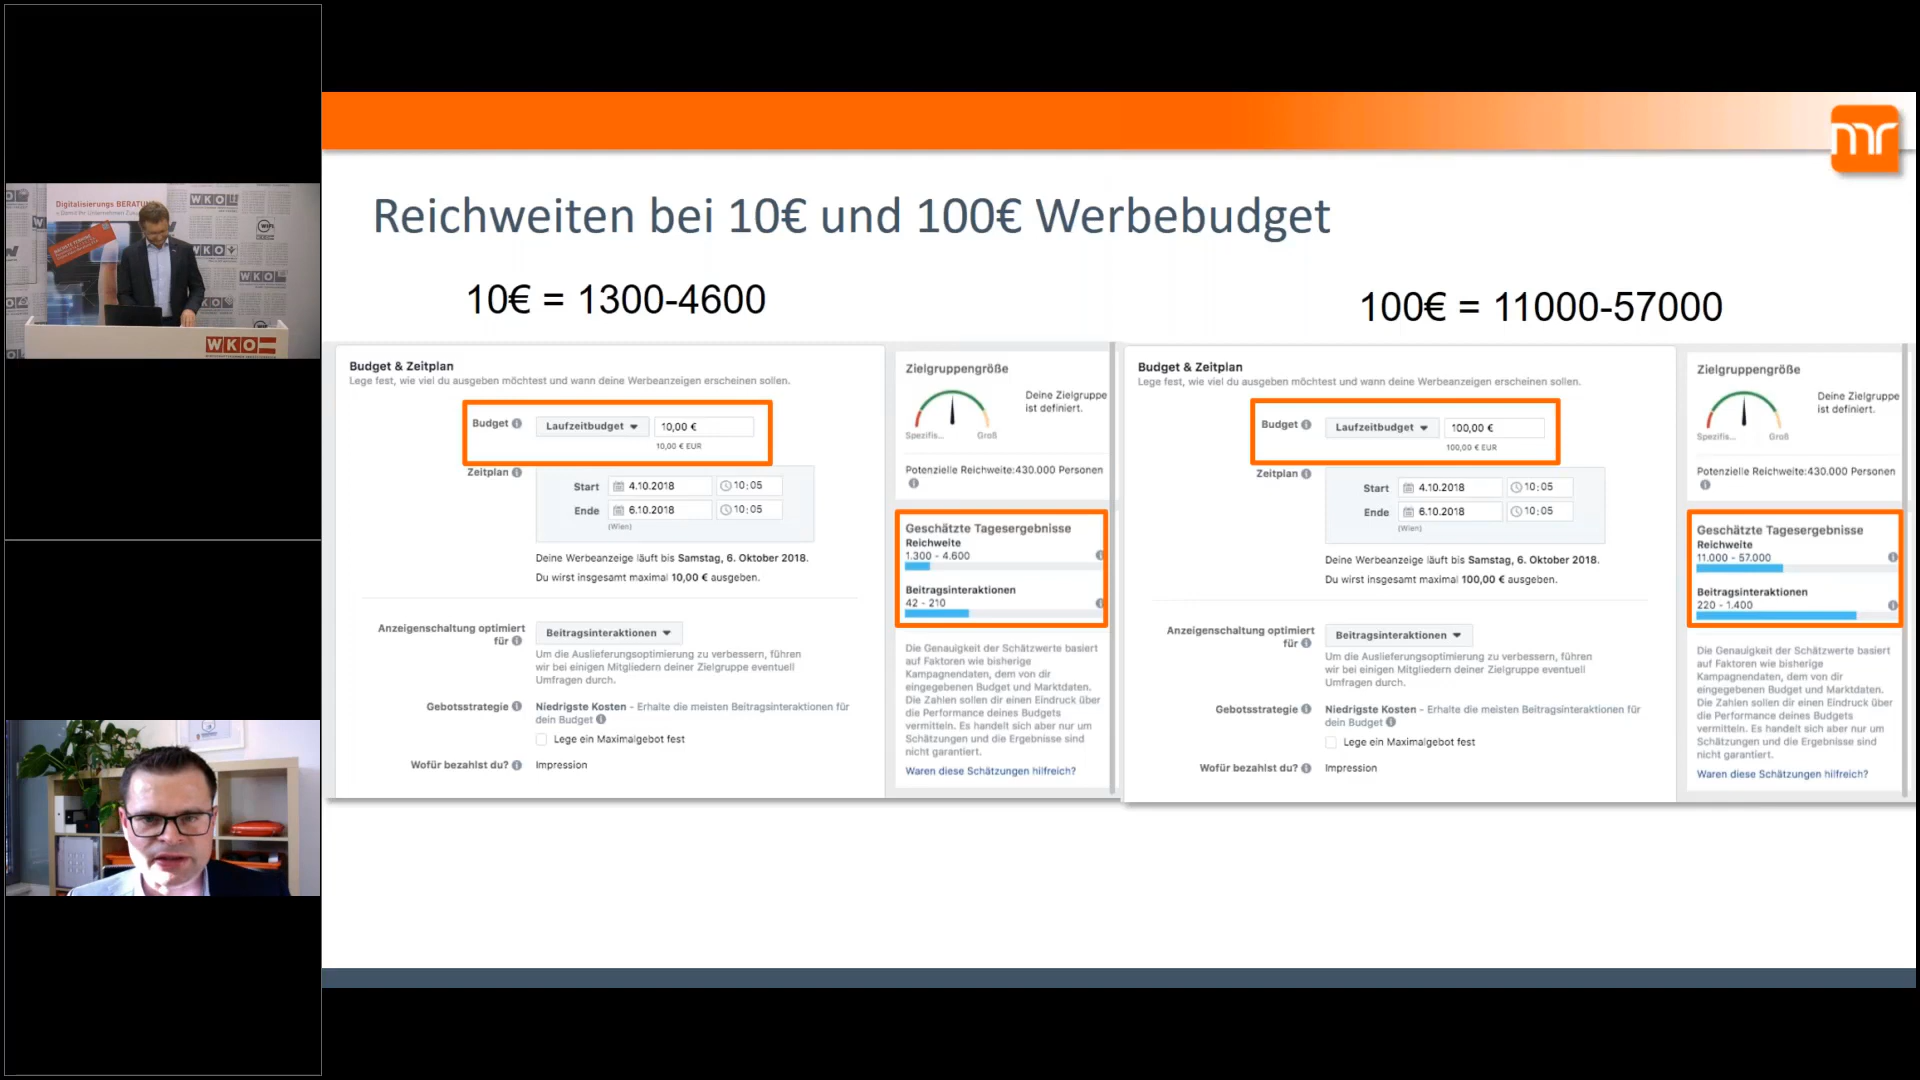 Digitalisierungs BERATUNG
WKO
WKO
WKO
WKO
mr
Reichweiten bei 10€ und 100€ Werbebudget
10€ = 1300-4600
Budget & Zeitplan
Lege fest, wie viel du ausgeben möchtest und wann deine Werbeanzeigen erscheinen sollen.
Budget
Laufzeitbudget
10,00 €
10,00 € EUR
Zeitplan
Start
4.10.2018
10:05
Ende
6.10.2018
10:05
(Wien)
Deine Werbeanzeige läuft bis Samstag, 6. Oktober 2018.
Du wirst insgesamt maximal 10,00 € ausgeben.
Anzeigenschaltung optimiert
für
Beitragsinteraktionen
Um die Auslieferungsoptimierung zu verbessern, führen
wir bei einigen Mitgliedern deiner Zielgruppe eventuell
Umfragen durch.
Gebotsstrategie
Niedrigste Kosten - Erhalte die meisten Beitragsinteraktionen für
dein Budget
Lege ein Maximalgebot fest
Wofür bezahlst du?
Impression
Zielgruppengröße
Deine Zielgruppe
ist definiert.
Spezifis...
Groß
Potenzielle Reichweite:430.000 Personen
Geschätzte Tagesergebnisse
Reichweite
1.300 - 4.600
Beitragsinteraktionen
42 - 210
Die Genauigkeit der Schätzwerte basiert
auf Faktoren wie bisherige
Kampagnendaten, dem von dir
eingegebenen Budget und Marktdaten.
Die Zahlen sollen dir einen Eindruck über
die Performance deines Budgets
vermitteln. Es handelt sich aber nur um
Schätzungen und die Ergebnisse sind
nicht garantiert.
Waren diese Schätzungen hilfreich?
100€ = 11000-57000
Budget & Zeitplan
Lege fest, wie viel du ausgeben möchtest und wann deine Werbeanzeigen erscheinen sollen.
Budget
Laufzeitbudget
100,00 €
100,00 € EUR
Zeitplan
Start
4.10.2018
10:05
Ende
6.10.2018
10:05
(Wien)
Deine Werbeanzeige läuft bis Samstag, 6. Oktober 2018.
Du wirst insgesamt maximal 100,00 € ausgeben.
Anzeigenschaltung optimiert
für
Beitragsinteraktionen
Um die Auslieferungsoptimierung zu verbessern, führen
wir bei einigen Mitgliedern deiner Zielgruppe eventuell
Umfragen durch.
Gebotsstrategie
Niedrigste Kosten - Erhalte die meisten Beitragsinteraktionen für
dein Budget
Lege ein Maximalgebot fest
Wofür bezahlst du?
Impression
Zielgruppengröße
Deine Zielgruppe
ist definiert.
Spezifis...
Groß
Potenzielle Reichweite:430.000 Personen
Geschätzte Tagesergebnisse
Reichweite
11.000 - 57.000
Beitragsinteraktionen
220 - 1.400
Die Genauigkeit der Schätzwerte basiert
auf Faktoren wie bisherige
Kampagnendaten, dem von dir
eingegebenen Budget und Marktdaten.
Die Zahlen sollen dir einen Eindruck über
die Performance deines Budgets
vermitteln. Es handelt sich aber nur um
Schätzungen und die Ergebnisse sind
nicht garantiert.
Waren diese Schätzungen hilfreich?